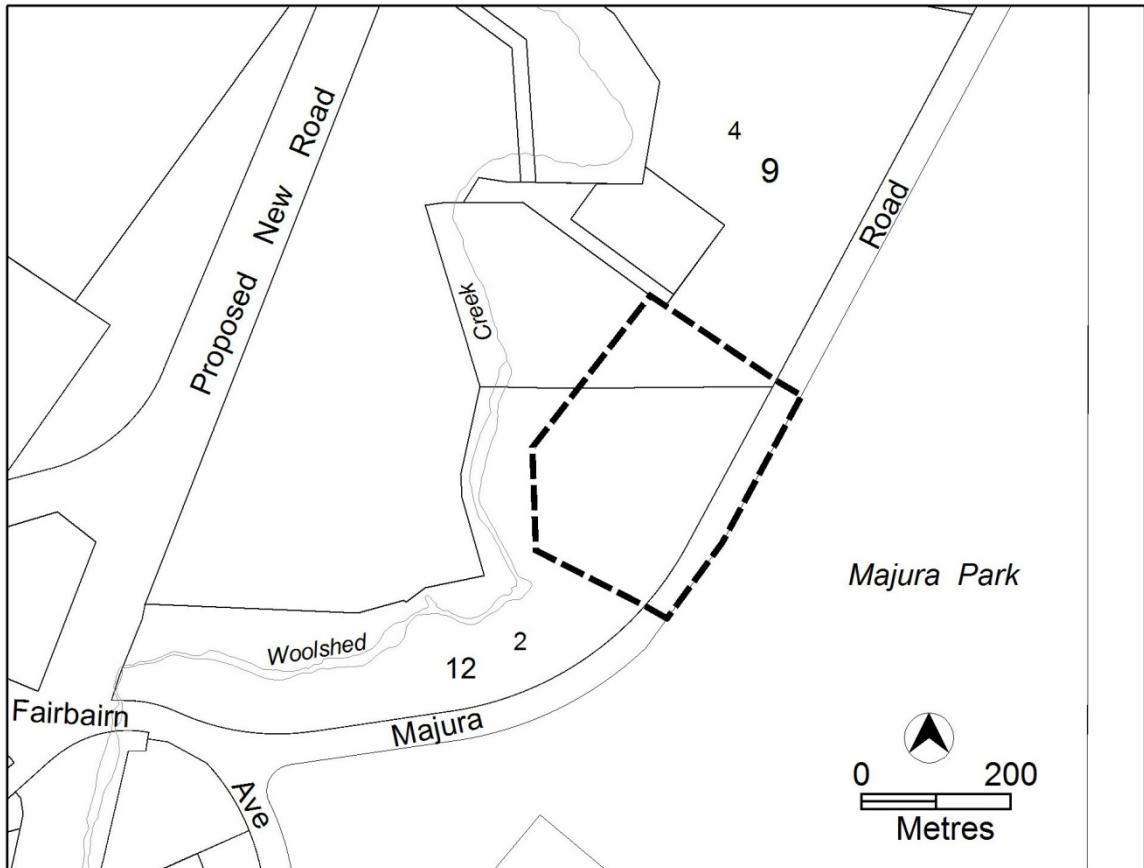 4
9
Proposed New Road
Road
Creek
Majura Park
Woolshed
2
12
Fairbairn
Majura
Ave
0 200
Metres